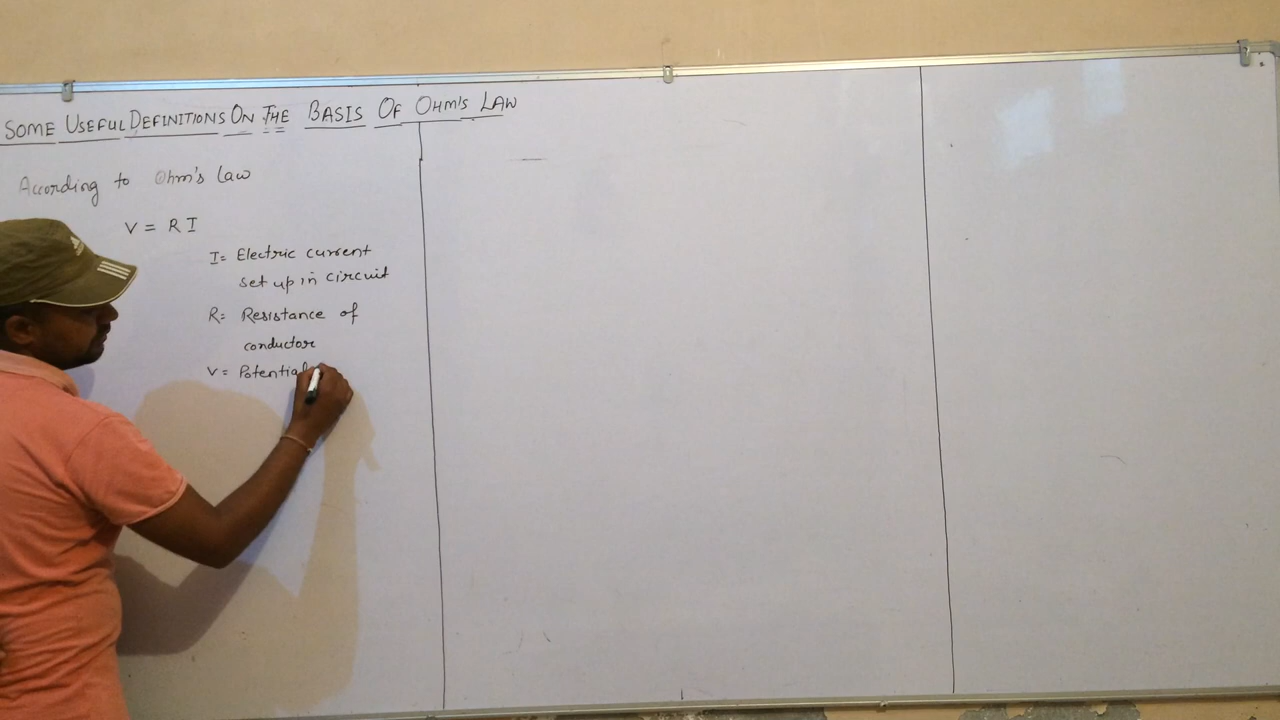 SOME USEFUL DEFINITIONS ON THE BASIS OF OHM'S LAW
According to Ohm's Law
V = R I
I = Electric current
set up in circuit
R = Resistance of
conductor
V = Potential